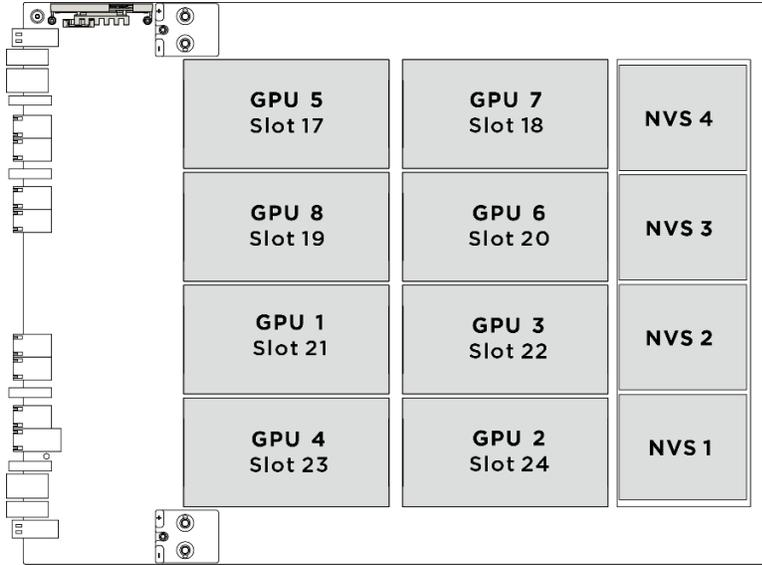 GPU 5
Slot 17
GPU 7
Slot 18
NVS 4
GPU 8
Slot 19
GPU 6
Slot 20
NVS 3
GPU 1
Slot 21
GPU 3
Slot 22
NVS 2
GPU 4
Slot 23
GPU 2
Slot 24
NVS 1